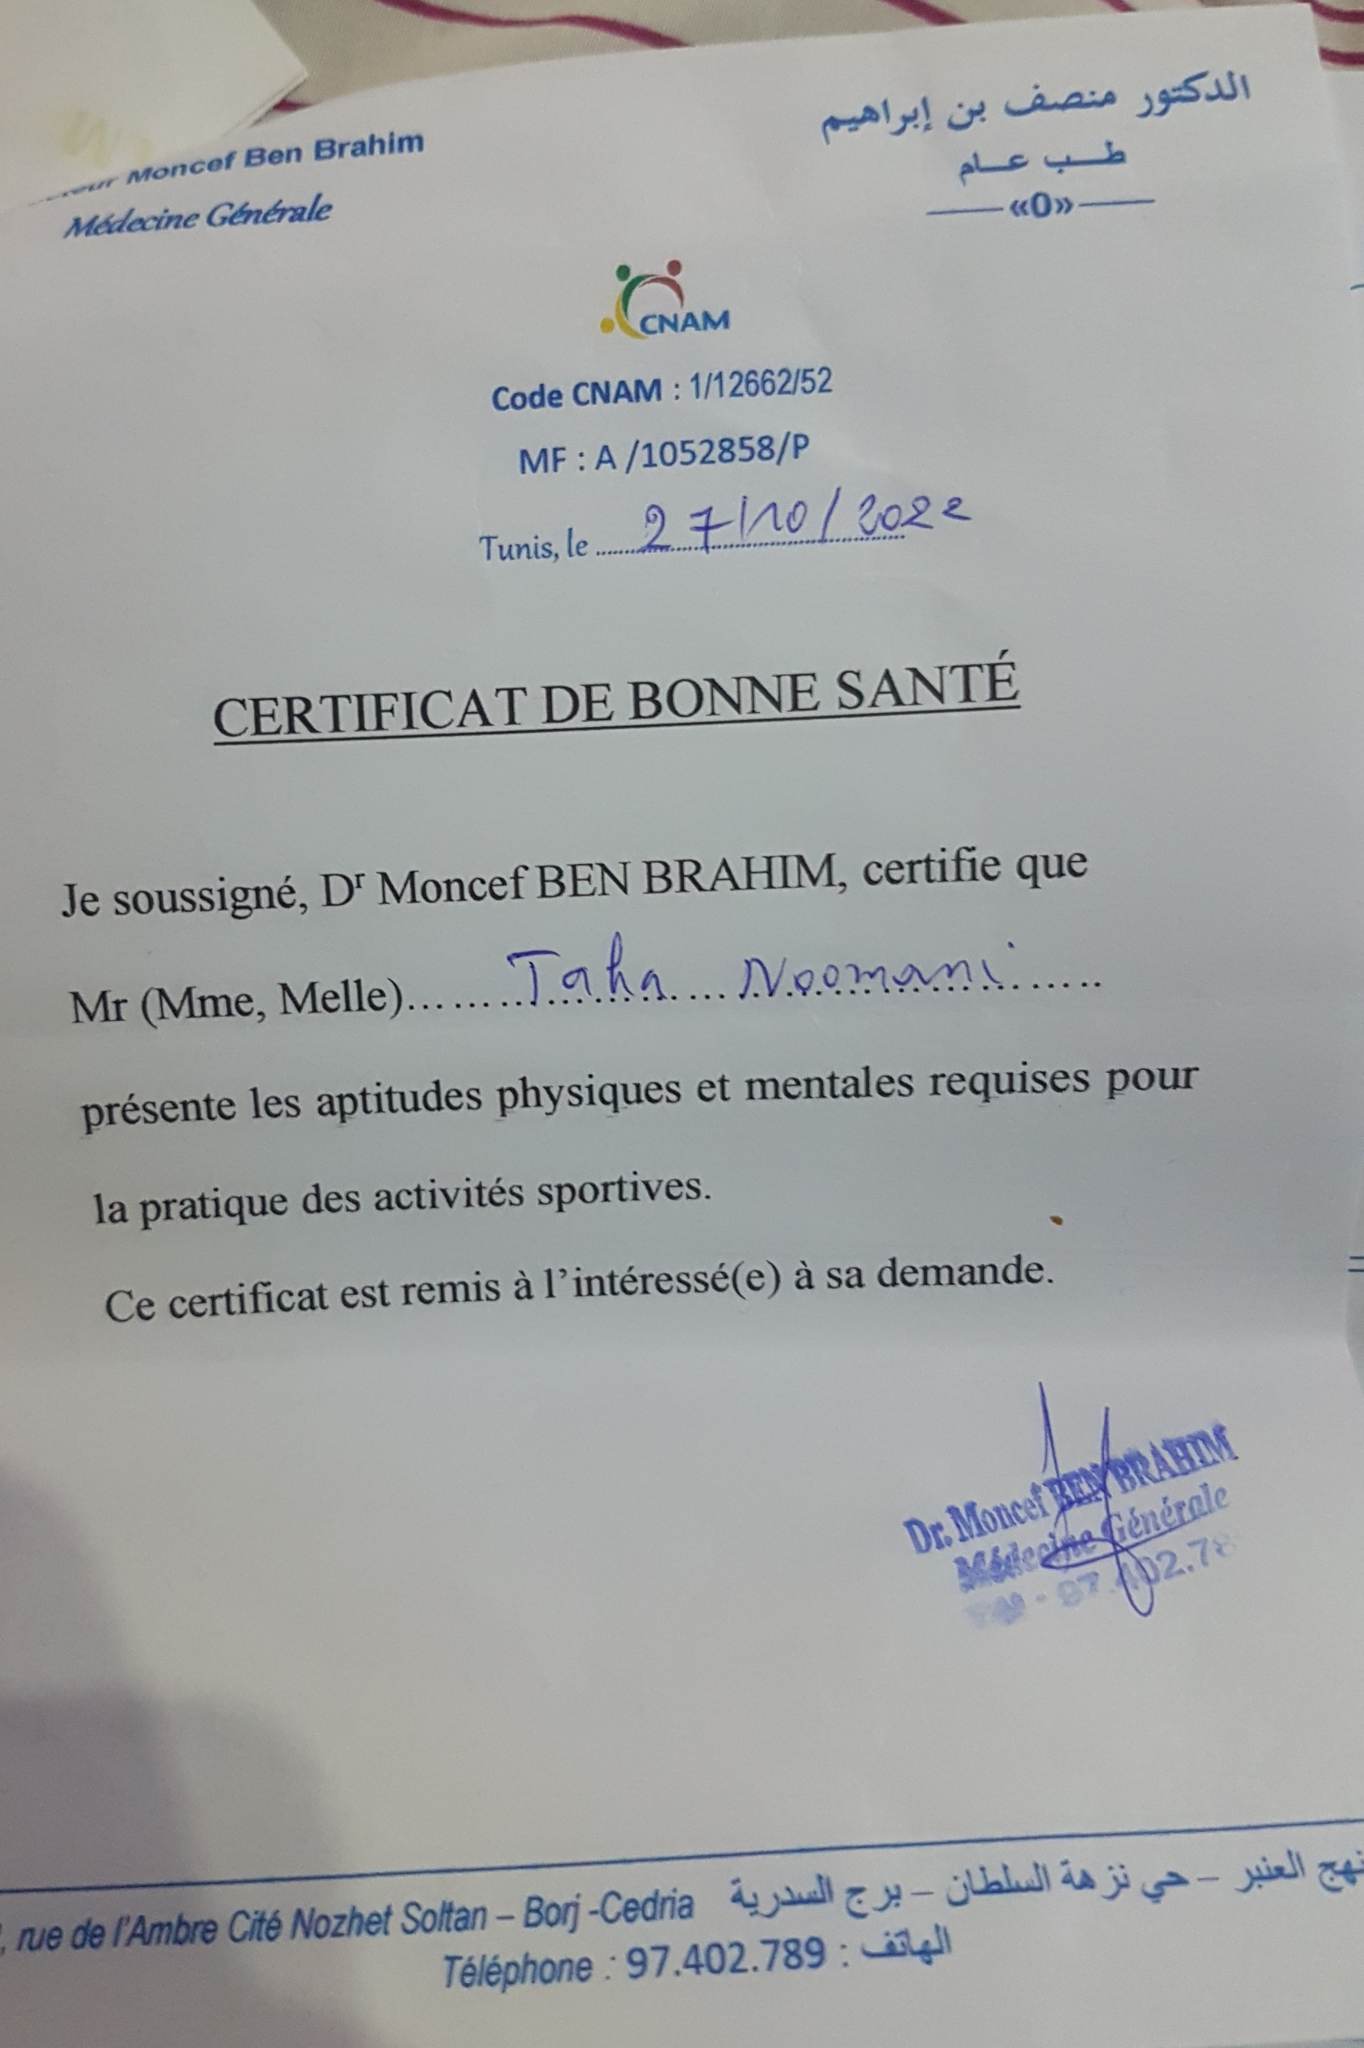 Moncef Ben Brahim
Médecine Générale
الدكتور منصف بن إبراهيم
طب عام
«0»
CNAM
Code CNAM : 1/12662/52
MF : A /1052858/P
Tunis, le 27/10/2022
CERTIFICAT DE BONNE SANTÉ
Je soussigné, Dr Moncef BEN BRAHIM, certifie que
Mr (Mme, Melle)...... Taha Noomani ......
présente les aptitudes physiques et mentales requises pour
la pratique des activités sportives.
Ce certificat est remis à l'intéressé(e) à sa demande.
Dr. Moncef BEN BRAHIM
Médecine Générale
97.402.78
, rue de l'Ambre Cité Nozhet Soltan – Borj -Cedria نهج العنبر – حي نزهة السلطان – برج السدرية
Téléphone : 97.402.789 : الهاتف